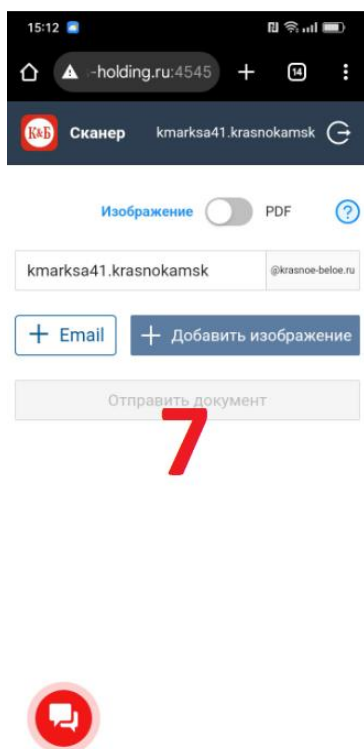 15:12
-holding.ru:4545
14
К&Б Сканер kmarksa41.krasnokamsk
Изображение PDF ?
kmarksa41.krasnokamsk @krasnoe-beloe.ru
+ Email + Добавить изображение
Отправить документ
7